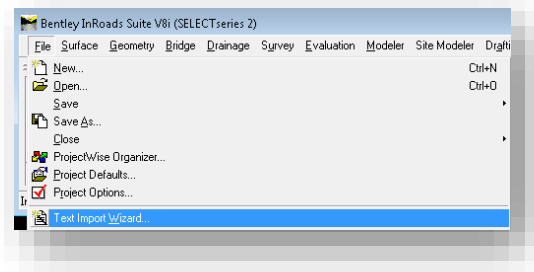 Bentley InRoads Suite V8i (SELECTseries 2)
File Surface Geometry Bridge Drainage Survey Evaluation Modeler Site Modeler Drafti
New... Ctrl+N
Open... Ctrl+O
Save
Save As...
Close
ProjectWise Organizer...
Project Defaults...
Project Options...
Text Import Wizard...